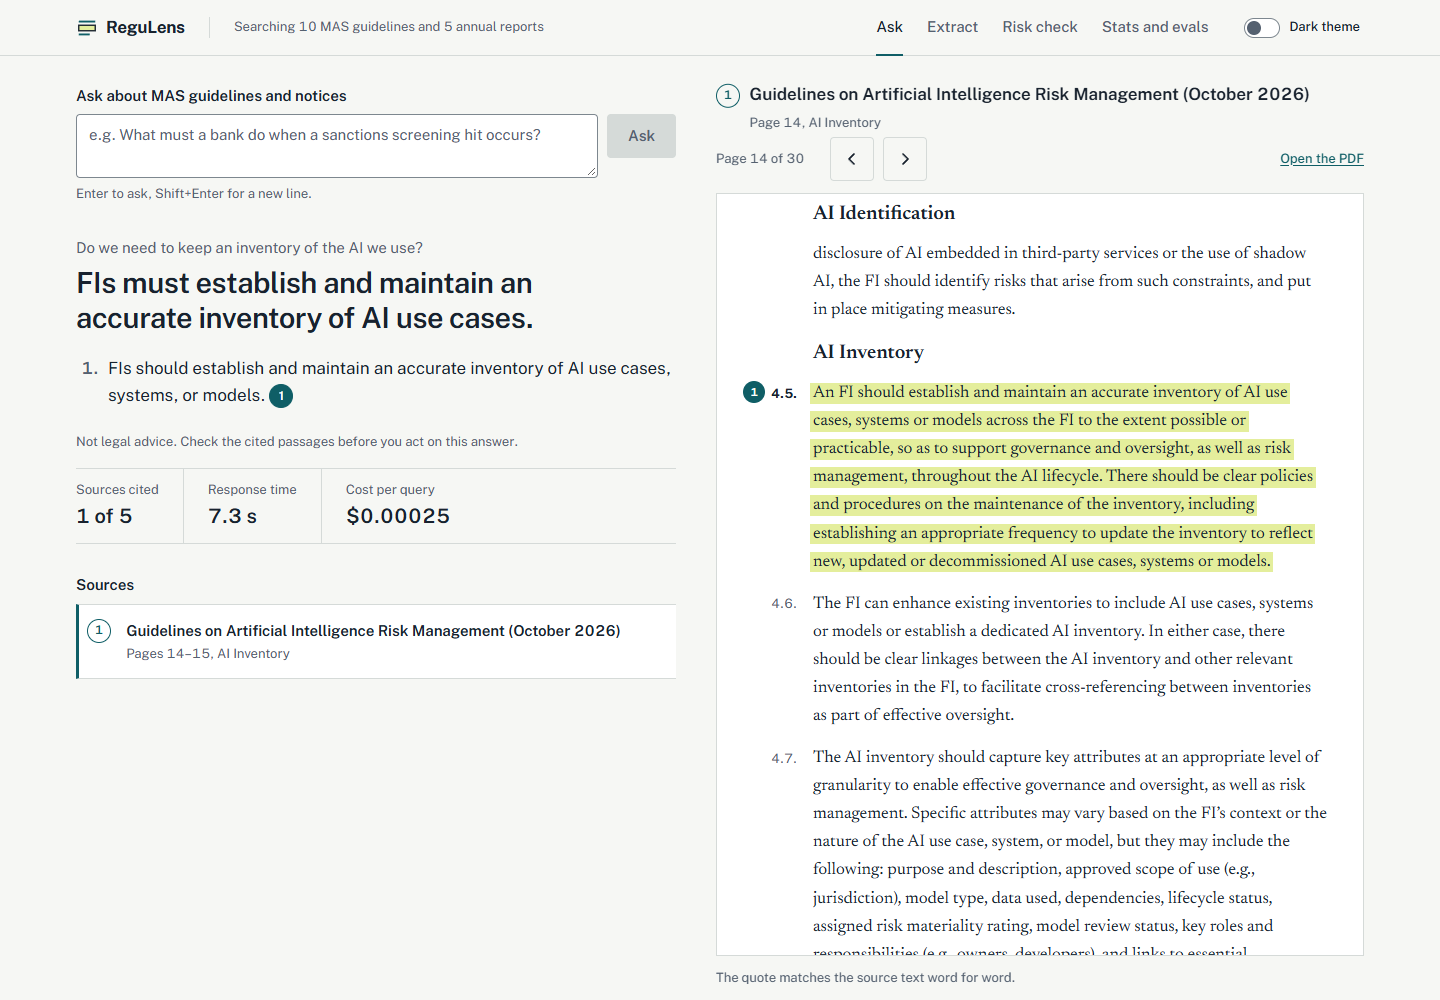 ReguLens
Searching 10 MAS guidelines and 5 annual reports
Ask
Extract
Risk check
Stats and evals
Dark theme
Ask about MAS guidelines and notices
e.g. What must a bank do when a sanctions screening hit occurs?
Ask
Enter to ask, Shift+Enter for a new line.
Do we need to keep an inventory of the AI we use?
FIs must establish and maintain an
accurate inventory of AI use cases.
1. FIs should establish and maintain an accurate inventory of AI use cases,
systems, or models. 1
Not legal advice. Check the cited passages before you act on this answer.
Sources cited
1 of 5
Response time
7.3 s
Cost per query
$0.00025
Sources
1 Guidelines on Artificial Intelligence Risk Management (October 2026)
Pages 14–15, AI Inventory
1 Guidelines on Artificial Intelligence Risk Management (October 2026)
Page 14, AI Inventory
Page 14 of 30
Open the PDF
AI Identification
disclosure of AI embedded in third-party services or the use of shadow
AI, the FI should identify risks that arise from such constraints, and put
in place mitigating measures.
AI Inventory
1 4.5. An FI should establish and maintain an accurate inventory of AI use
cases, systems or models across the FI to the extent possible or
practicable, so as to support governance and oversight, as well as risk
management, throughout the AI lifecycle. There should be clear policies
and procedures on the maintenance of the inventory, including
establishing an appropriate frequency to update the inventory to reflect
new, updated or decommissioned AI use cases, systems or models.
4.6. The FI can enhance existing inventories to include AI use cases, systems
or models or establish a dedicated AI inventory. In either case, there
should be clear linkages between the AI inventory and other relevant
inventories in the FI, to facilitate cross-referencing between inventories
as part of effective oversight.
4.7. The AI inventory should capture key attributes at an appropriate level of
granularity to enable effective governance and oversight, as well as risk
management. Specific attributes may vary based on the FI’s context or the
nature of the AI use case, system, or model, but they may include the
following: purpose and description, approved scope of use (e.g.,
jurisdiction), model type, data used, dependencies, lifecycle status,
assigned risk materiality rating, model review status, key roles and
responsibilities (e.g., owners, developers), and links to essential
The quote matches the source text word for word.